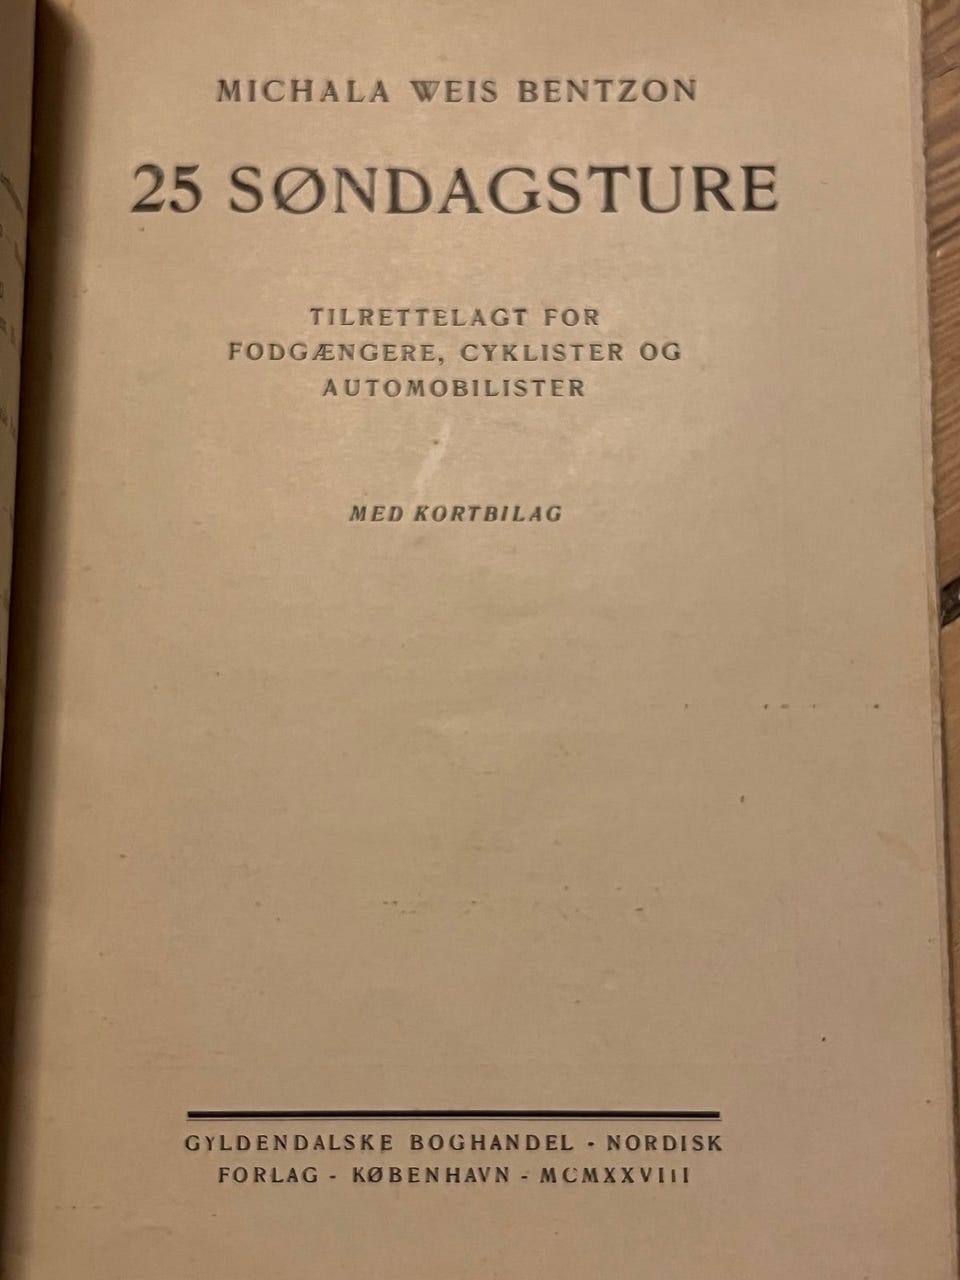 MICHALA WEIS BENTZON
25 SØNDAGSTURE
TILRETTELAGT FOR
FODGÆNGERE, CYKLISTER OG
AUTOMOBILISTER
MED KORTBILAG
GYLDENDALSKE BOGHANDEL - NORDISK
FORLAG - KØBENHAVN - MCMXXVIII